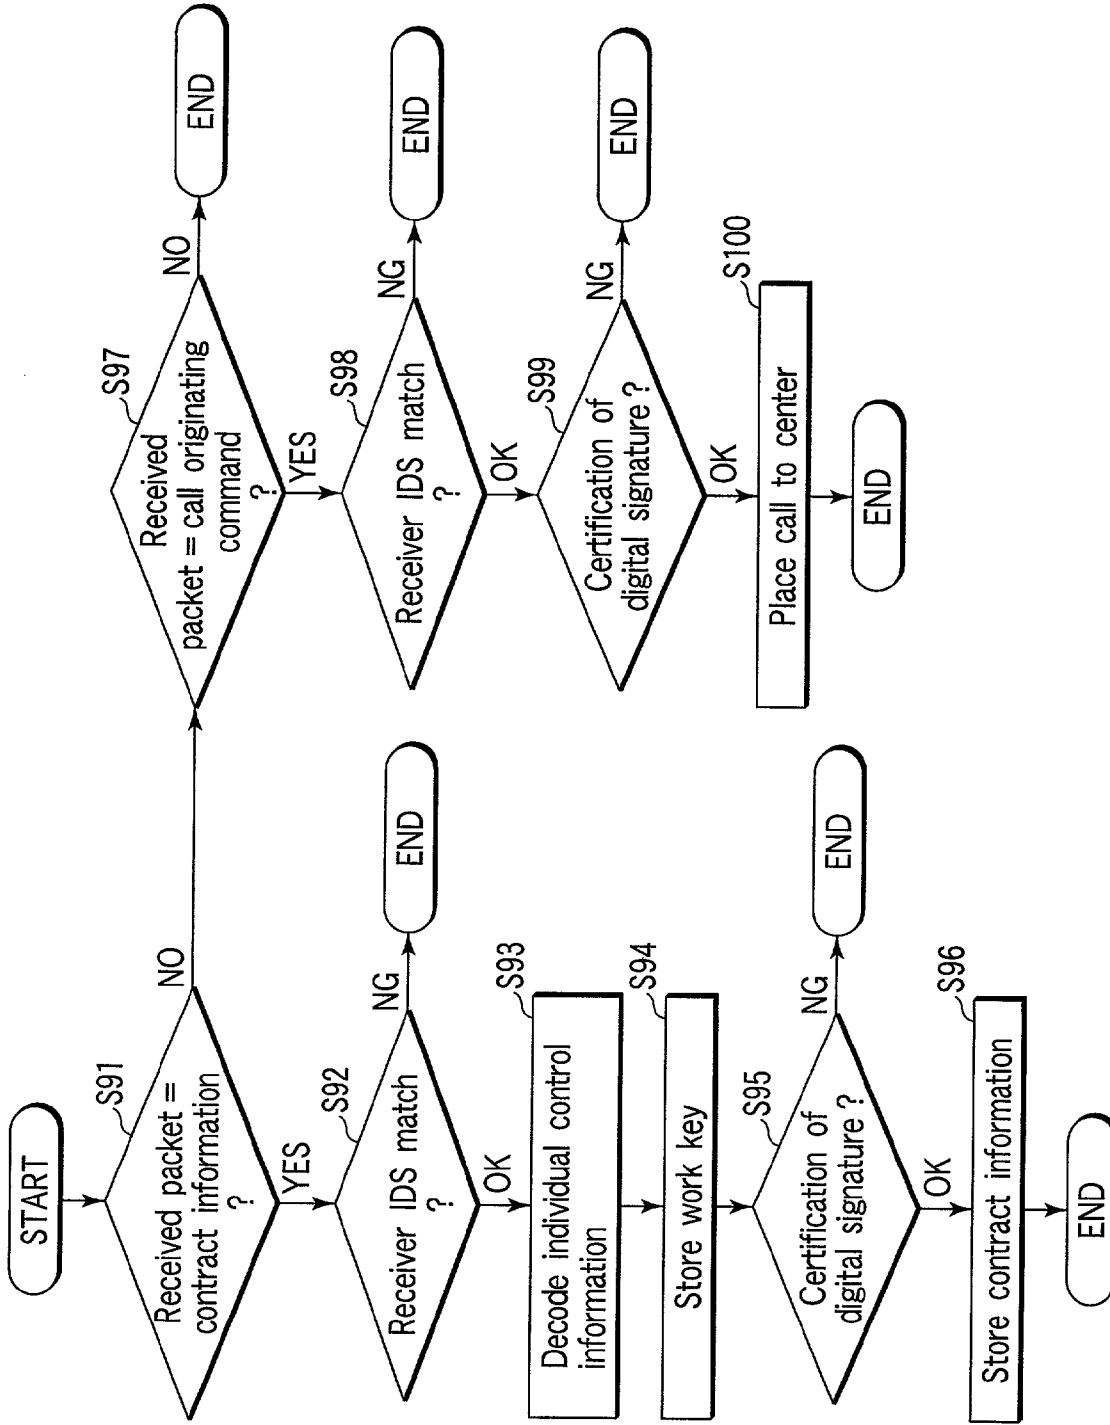 START
S91
Received packet =
contract information
?
NO
YES
S92
Receiver IDS match
?
NG
END
OK
S93
Decode individual control
information
S94
Store work key
S95
Certification of
digital signature ?
NG
END
OK
S96
Store contract information
END
S97
Received
packet = call originating
command
?
NO
END
YES
S98
Receiver IDS match
?
NG
END
OK
S99
Certification of
digital signature ?
NG
END
OK
S100
Place call to center
END